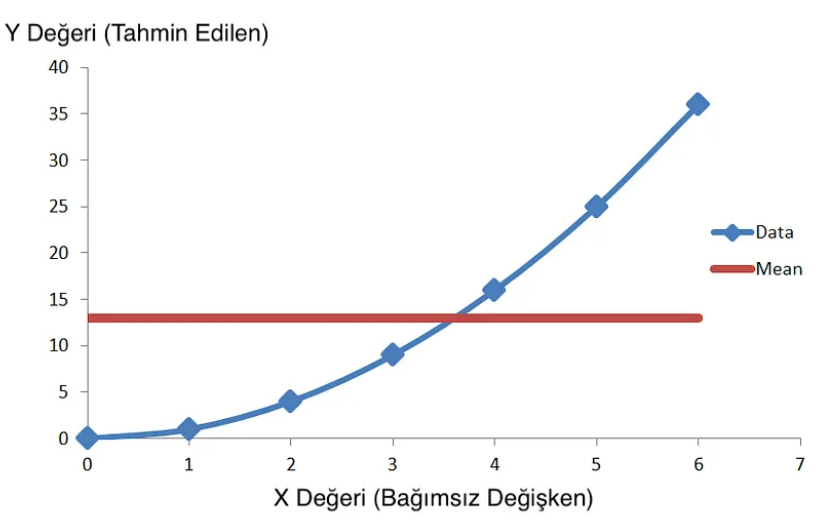 Y Değeri (Tahmin Edilen)
40
35
30
25
20
15
10
5
0
0 1 2 3 4 5 6 7
Data
Mean
X Değeri (Bağımsız Değişken)